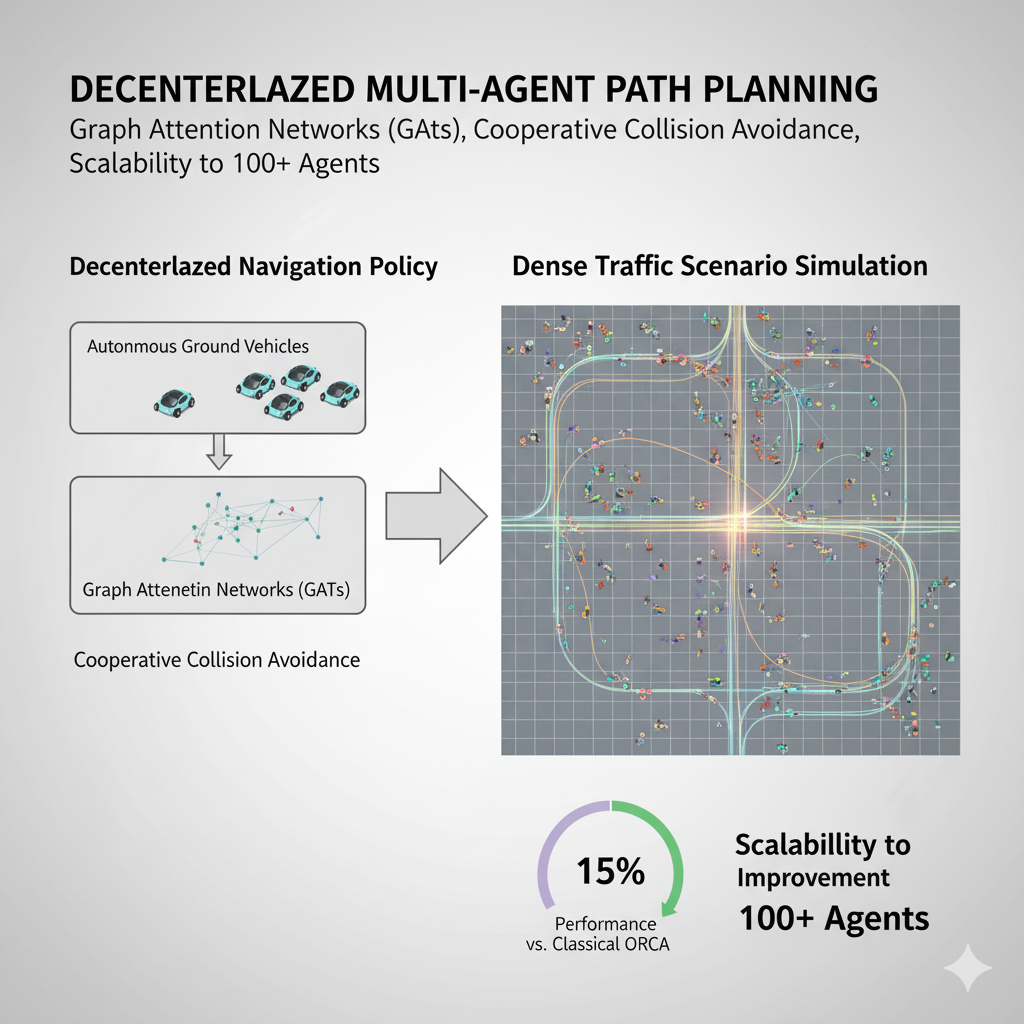 DECENTERLAZED MULTI-AGENT PATH PLANNING
Graph Attention Networks (GAts), Cooperative Collision Avoidance,
Scalability to 100+ Agents
Decenterlazed Navigation Policy
Autonmous Ground Vehicles
Graph Attenetin Networks (GATs)
Cooperative Collision Avoidance
Dense Traffic Scenario Simulation
15%
Performance
vs. Classical ORCA
Scalabillity to
Improvement
100+ Agents